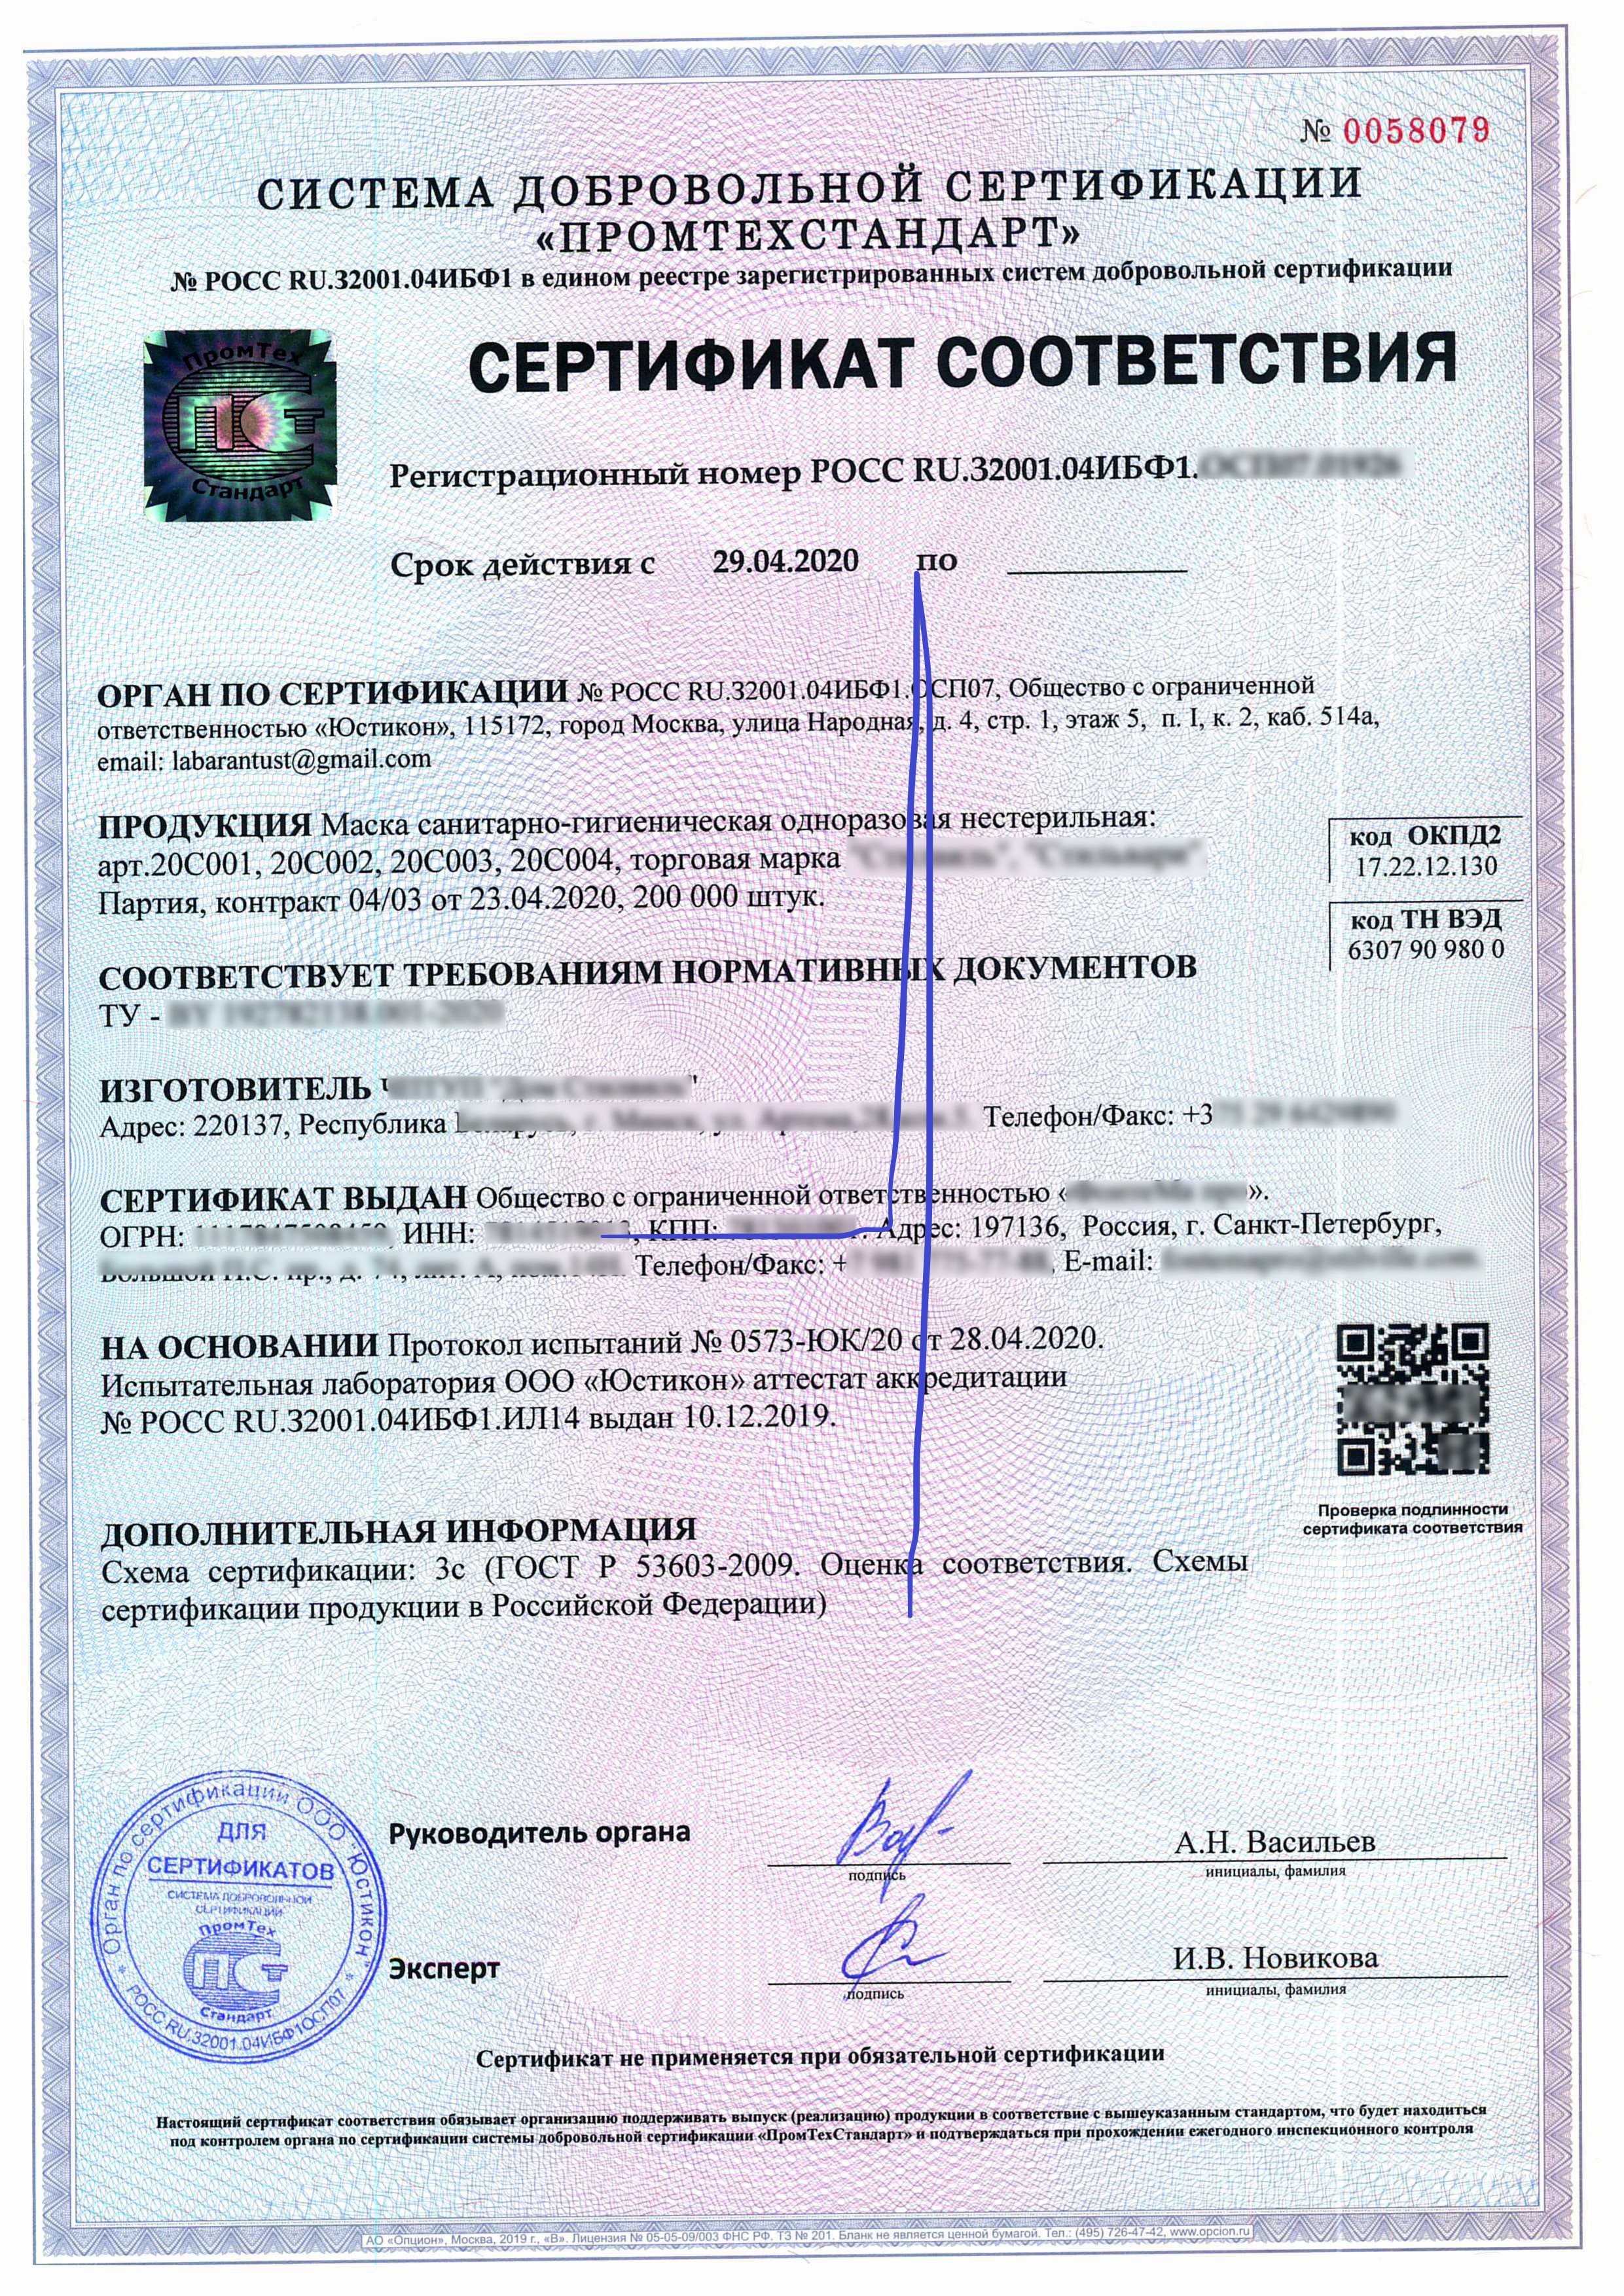 № 0058079
СИСТЕМА ДОБРОВОЛЬНОЙ СЕРТИФИКАЦИИ
«ПРОМТЕХСТАНДАРТ»
№ РОСС RU.32001.04ИБФ1 в едином реестре зарегистрированных систем добровольной сертификации
ПромТех
ПСт
Стандарт
СЕРТИФИКАТ СООТВЕТСТВИЯ
Регистрационный номер РОСС RU.32001.04ИБФ1.
Срок действия с 29.04.2020 по
ОРГАН ПО СЕРТИФИКАЦИИ № РОСС RU.32001.04ИБФ1.ОСП07, Общество с ограниченной
ответственностью «Юстикон», 115172, город Москва, улица Народная, д. 4, стр. 1, этаж 5, п. I, к. 2, каб. 514а,
email: labarantust@gmail.com
ПРОДУКЦИЯ Маска санитарно-гигиеническая одноразовая нестерильная:
арт.20С001, 20С002, 20С003, 20С004, торговая марка
Партия, контракт 04/03 от 23.04.2020, 200 000 штук.
код ОКПД2
17.22.12.130
код ТН ВЭД
6307 90 980 0
СООТВЕТСТВУЕТ ТРЕБОВАНИЯМ НОРМАТИВНЫХ ДОКУМЕНТОВ
ТУ -
ИЗГОТОВИТЕЛЬ
Адрес: 220137, Республика Телефон/Факс: +3
СЕРТИФИКАТ ВЫДАН Общество с ограниченной ответственностью « ».
ОГРН: ИНН: КПП: Адрес: 197136, Россия, г. Санкт-Петербург,
Телефон/Факс: + , E-mail:
НА ОСНОВАНИИ Протокол испытаний № 0573-ЮК/20 от 28.04.2020.
Испытательная лаборатория ООО «Юстикон» аттестат аккредитации
№ РОСС RU.32001.04ИБФ1.ИЛ14 выдан 10.12.2019.
Проверка подлинности
сертификата соответствия
ДОПОЛНИТЕЛЬНАЯ ИНФОРМАЦИЯ
Схема сертификации: 3с (ГОСТ Р 53603-2009. Оценка соответствия. Схемы
сертификации продукции в Российской Федерации)
Орган по сертификации ООО "Юстикон"
ДЛЯ
СЕРТИФИКАТОВ
СИСТЕМА ДОБРОВОЛЬНОЙ
СЕРТИФИКАЦИИ
ПромТех
ПСт
Стандарт
РОСС RU.32001.04ИБФ1ОСП07
Руководитель органа
подпись
А.Н. Васильев
инициалы, фамилия
Эксперт
подпись
И.В. Новикова
инициалы, фамилия
Сертификат не применяется при обязательной сертификации
Настоящий сертификат соответствия обязывает организацию поддерживать выпуск (реализацию) продукции в соответствие с вышеуказанным стандартом, что будет находиться
под контролем органа по сертификации системы добровольной сертификации «ПромТехСтандарт» и подтверждаться при прохождении ежегодного инспекционного контроля
АО «Опцион», Москва, 2019 г., «В». Лицензия № 05-05-09/003 ФНС РФ. ТЗ № 201. Бланк не является ценной бумагой. Тел.: (495) 726-47-42, www.opcion.ru